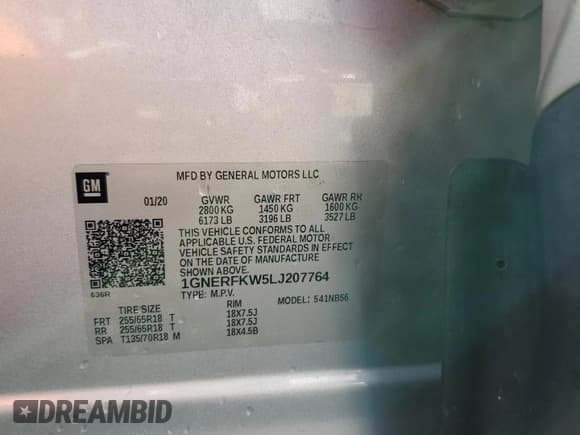 GM
MFD BY GENERAL MOTORS LLC
01/20 GVWR GAWR FRT GAWR RR
2800 KG 1450 KG 1600 KG
6173 LB 3196 LB 3527 LB
THIS VEHICLE CONFORMS TO ALL
APPLICABLE U.S. FEDERAL MOTOR
VEHICLE SAFETY STANDARDS IN EFFECT
ON THE DATE OF MANUFACTURE
SHOWN ABOVE.
1GNERFKW5LJ207764
636R
TYPE: M.P.V. MODEL: 541NB56
TIRE SIZE RIM
FRT 255/65R18 T 18X7.5J
RR 255/65R18 T 18X7.5J
SPA T135/70R18 M 18X4.5B
DREAMBID